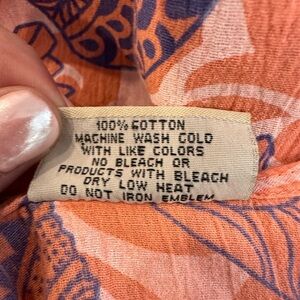 100% COTTON
MACHINE WASH COLD
WITH LIKE COLORS
NO BLEACH OR
PRODUCTS WITH BLEACH
DRY LOW HEAT
DO NOT IRON EMBLEM